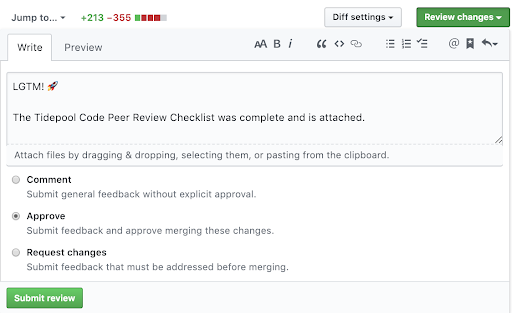 Jump to... +213 −355 Diff settings Review changes
Write Preview AA B i
LGTM! 🚀
The Tidepool Code Peer Review Checklist was complete and is attached.
Attach files by dragging & dropping, selecting them, or pasting from the clipboard.
Comment
Submit general feedback without explicit approval.
Approve
Submit feedback and approve merging these changes.
Request changes
Submit feedback that must be addressed before merging.
Submit review